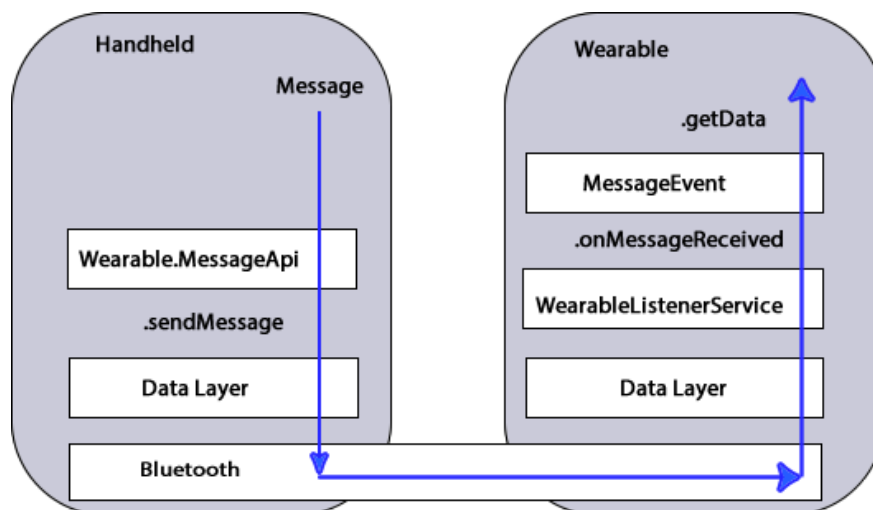 Handheld
Message
Wearable.MessageApi
.sendMessage
Data Layer
Bluetooth
Wearable
.getData
MessageEvent
.onMessageReceived
WearableListenerService
Data Layer